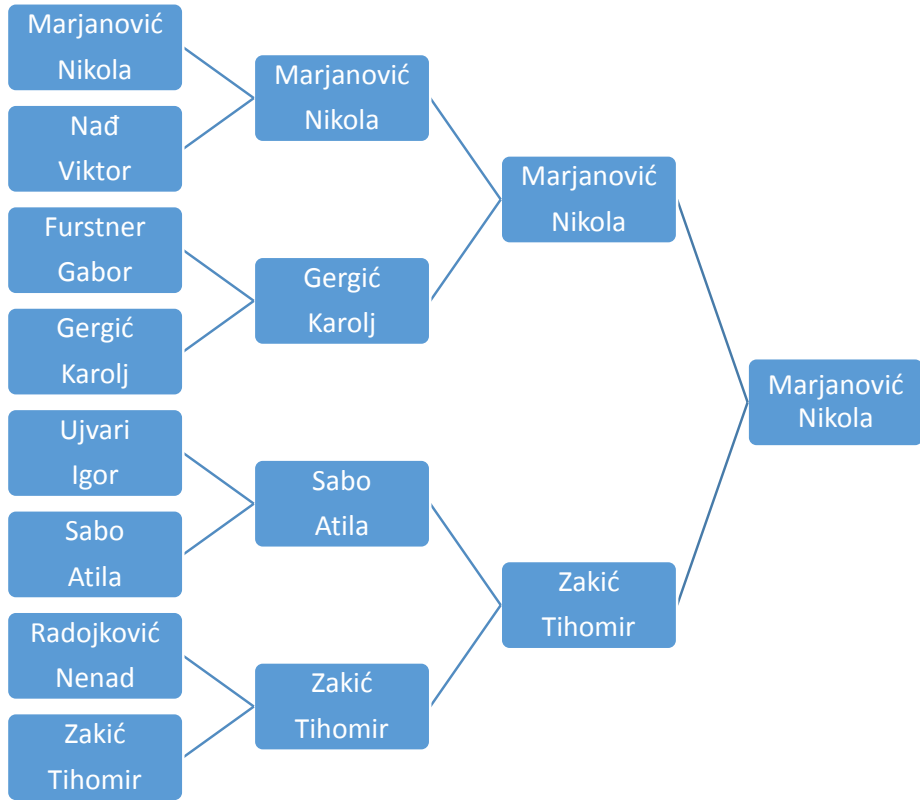 Marjanović
Nikola
Nađ
Viktor
Furstner
Gabor
Gergić
Karolj
Ujvari
Igor
Sabo
Atila
Radojković
Nenad
Zakić
Tihomir
Marjanović
Nikola
Gergić
Karolj
Sabo
Atila
Zakić
Tihomir
Marjanović
Nikola
Zakić
Tihomir
Marjanović
Nikola